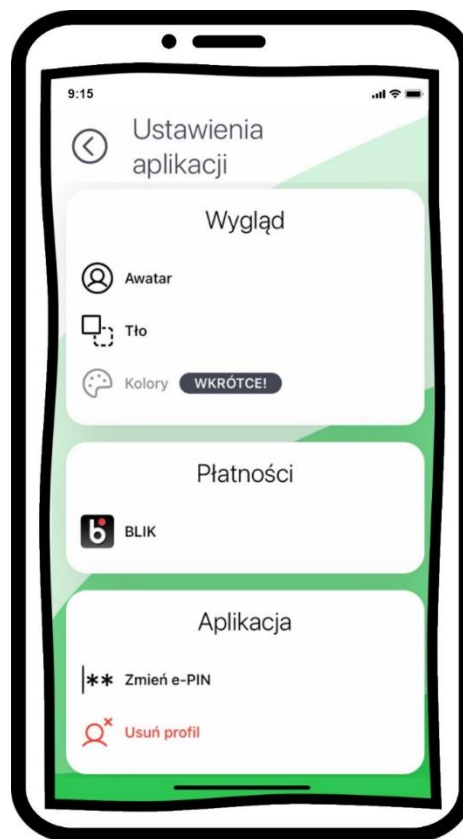 9:15
Ustawienia
aplikacji
Wygląd
Awatar
Tło
Kolory WKRÓTCE!
Płatności
BLIK
Aplikacja
|** Zmień e-PIN
Usuń profil